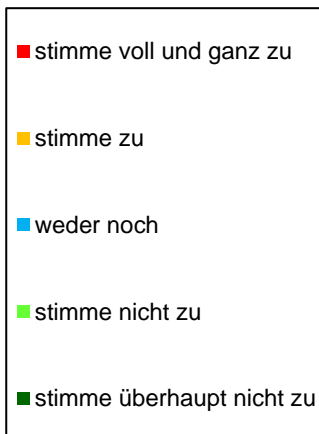 stimme voll und ganz zu
stimme zu
weder noch
stimme nicht zu
stimme überhaupt nicht zu